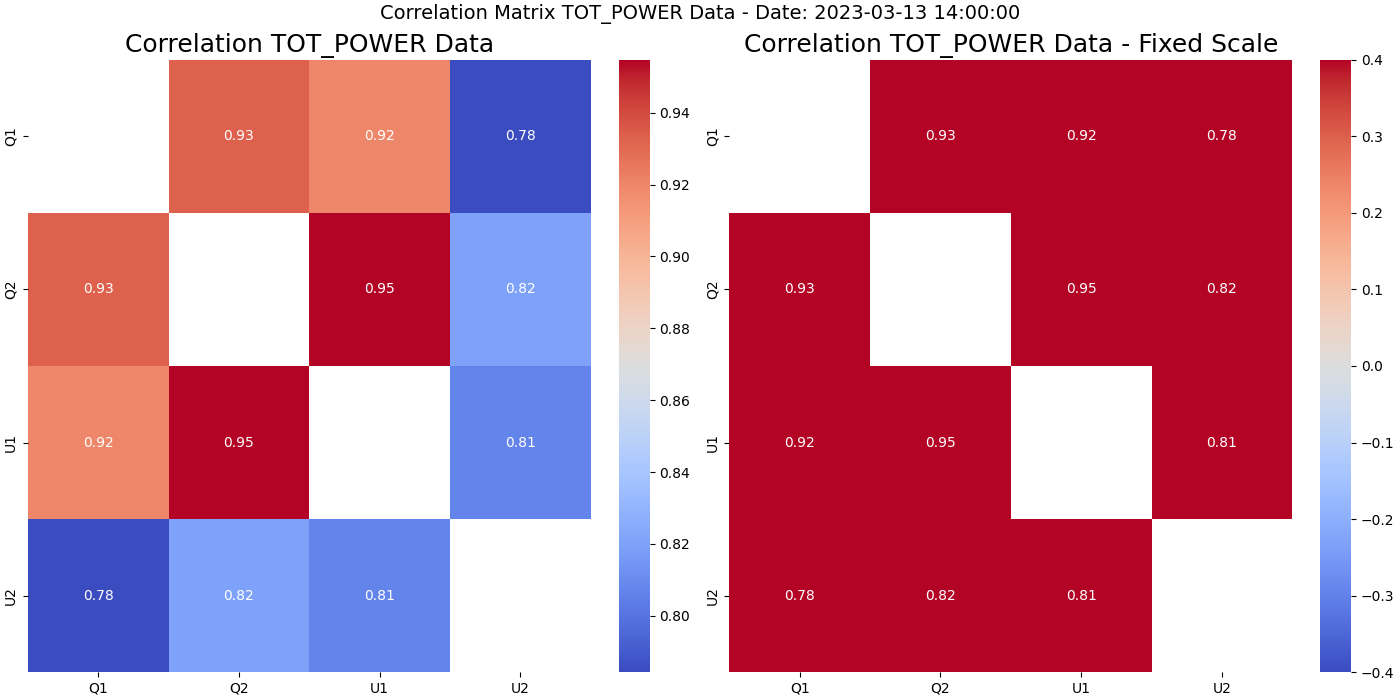 Correlation Matrix TOT_POWER Data - Date: 2023-03-13 14:00:00
Correlation TOT_POWER Data
Q1
0.93
0.92
0.78
Q2
0.93
0.95
0.82
U1
0.92
0.95
0.81
U2
0.78
0.82
0.81
Q1
Q2
U1
U2
0.94
0.92
0.90
0.88
0.86
0.84
0.82
0.80
Correlation TOT_POWER Data - Fixed Scale
Q1
0.93
0.92
0.78
Q2
0.93
0.95
0.82
U1
0.92
0.95
0.81
U2
0.78
0.82
0.81
Q1
Q2
U1
U2
0.4
0.3
0.2
0.1
0.0
−0.1
−0.2
−0.3
−0.4